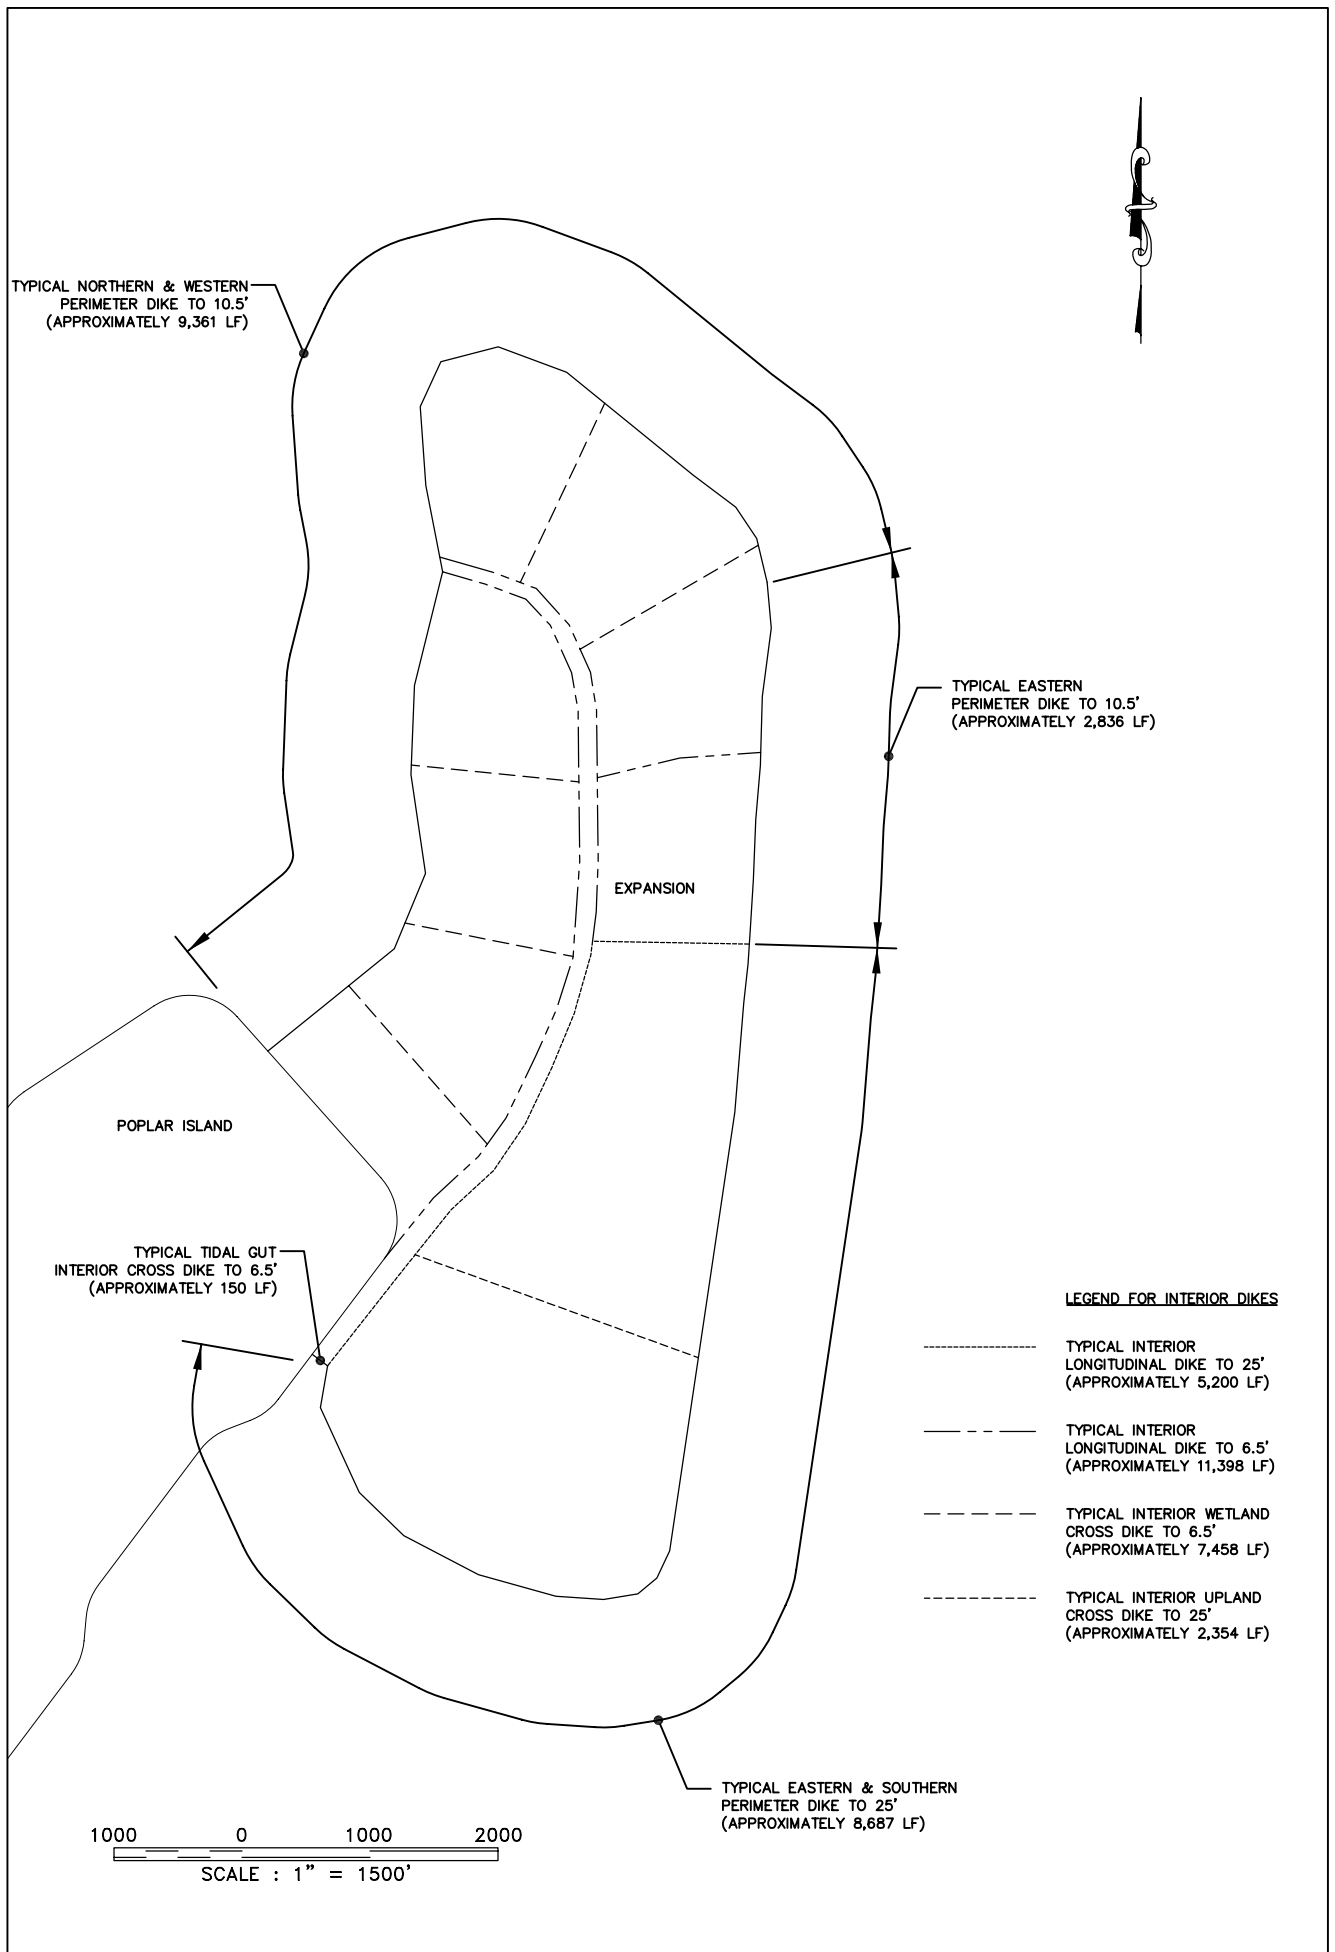 TYPICAL NORTHERN & WESTERN
PERIMETER DIKE TO 10.5'
(APPROXIMATELY 9,361 LF)
TYPICAL EASTERN
PERIMETER DIKE TO 10.5'
(APPROXIMATELY 2,836 LF)
EXPANSION
POPLAR ISLAND
TYPICAL TIDAL GUT
INTERIOR CROSS DIKE TO 6.5'
(APPROXIMATELY 150 LF)
LEGEND FOR INTERIOR DIKES
TYPICAL INTERIOR
LONGITUDINAL DIKE TO 25'
(APPROXIMATELY 5,200 LF)
TYPICAL INTERIOR
LONGITUDINAL DIKE TO 6.5'
(APPROXIMATELY 11,398 LF)
TYPICAL INTERIOR WETLAND
CROSS DIKE TO 6.5'
(APPROXIMATELY 7,458 LF)
TYPICAL INTERIOR UPLAND
CROSS DIKE TO 25'
(APPROXIMATELY 2,354 LF)
TYPICAL EASTERN & SOUTHERN
PERIMETER DIKE TO 25'
(APPROXIMATELY 8,687 LF)
1000 0 1000 2000
SCALE : 1" = 1500'